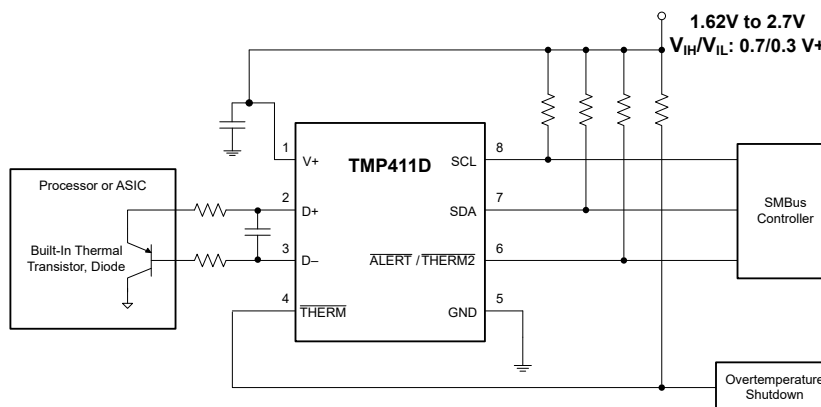 1.62V to 2.7V
VIH/VIL: 0.7/0.3 V+
1
V+
TMP411D
SCL
8
Processor or ASIC
2
D+
SDA
7
SMBus
Controller
Built-In Thermal
Transistor, Diode
3
D–
ALERT / THERM2
6
4
THERM
GND
5
Overtemperature
Shutdown